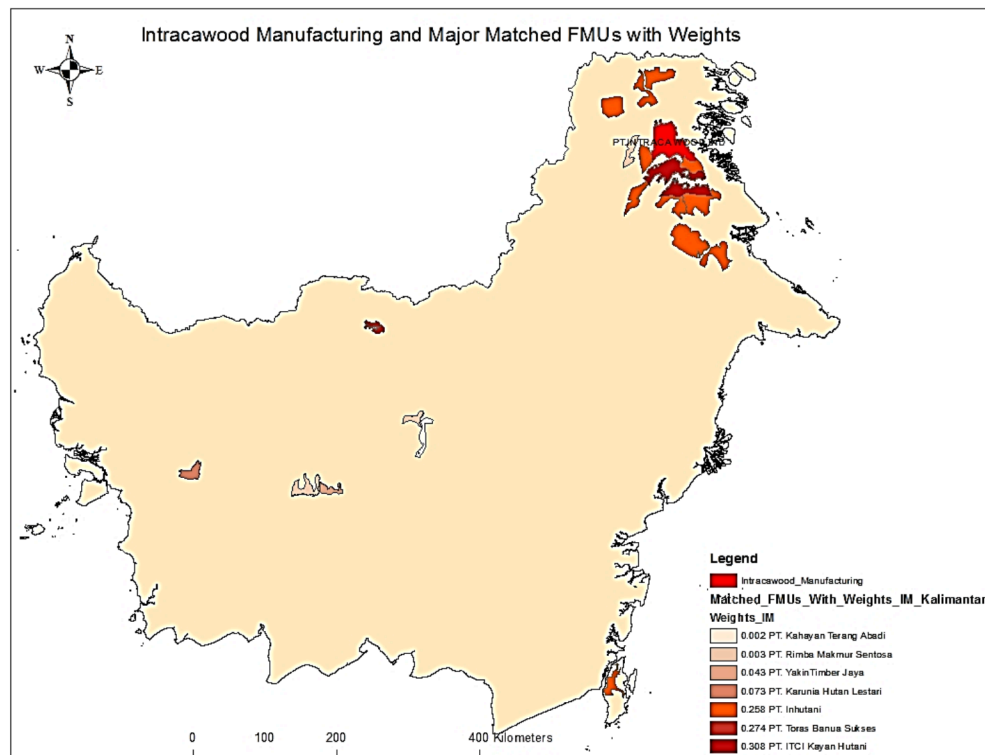 Intracawood Manufacturing and Major Matched FMUs with Weights
N
W E
S
Legend
Intracawood_Manufacturing
Matched_FMUs_With_Weights_IM_Kalimantan
Weights_IM
0.002 PT. Kahayan Terang Abadi
0.003 PT. Rimba Makmur Sentosa
0.043 PT. YakinTimber Jaya
0.073 PT. Karunia Hutan Lestari
0.258 PT. Inhutani
0.274 PT. Toras Banua Sukses
0.308 PT. ITCI Kayan Hutani
0 100 200 400 Kilometers